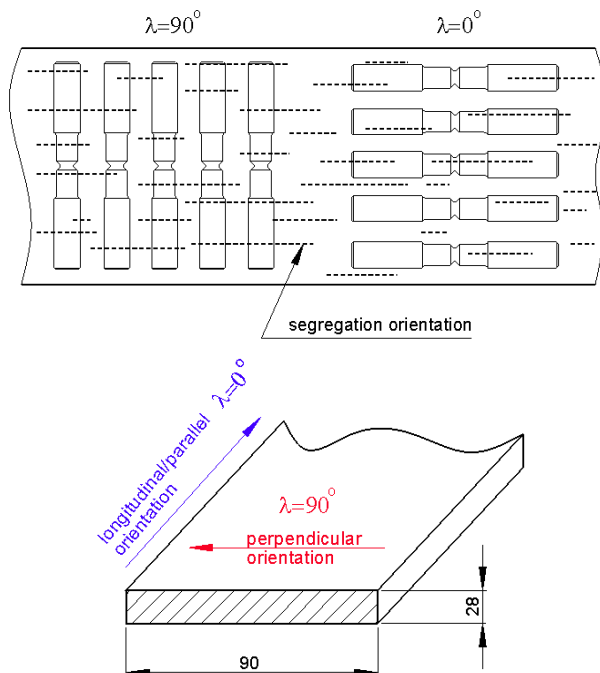 λ=90° λ=0°
segregation orientation
longitudinal/parallel λ=0°
orientation
λ=90°
perpendicular
orientation
28
90